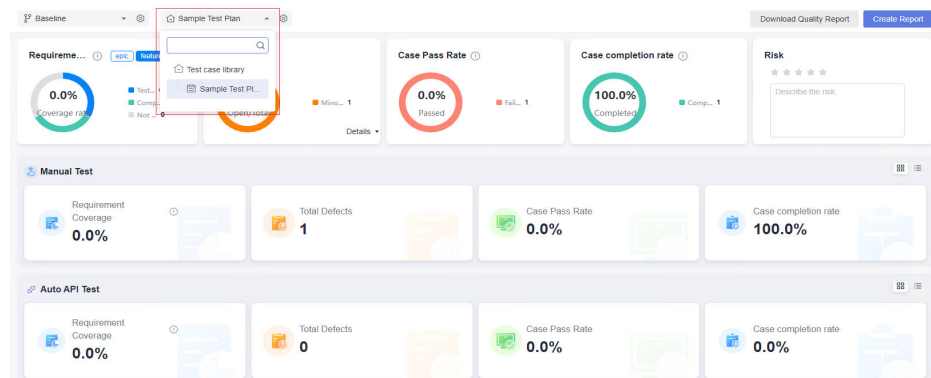 Baseline
Sample Test Plan
Download Quality Report
Create Report
Test case library
Sample Test Pl...
Requireme...
epic
featur
0.0%
Coverage rat
Test...
Comp...
Not ...
0
Open/Total
Mino... 1
Details
Case Pass Rate
0.0%
Passed
Fail... 1
Case completion rate
100.0%
Completed
Comp... 1
Risk
Describe the risk.
Manual Test
Requirement
Coverage
0.0%
Total Defects
1
Case Pass Rate
0.0%
Case completion rate
100.0%
Auto API Test
Requirement
Coverage
0.0%
Total Defects
0
Case Pass Rate
0.0%
Case completion rate
0.0%